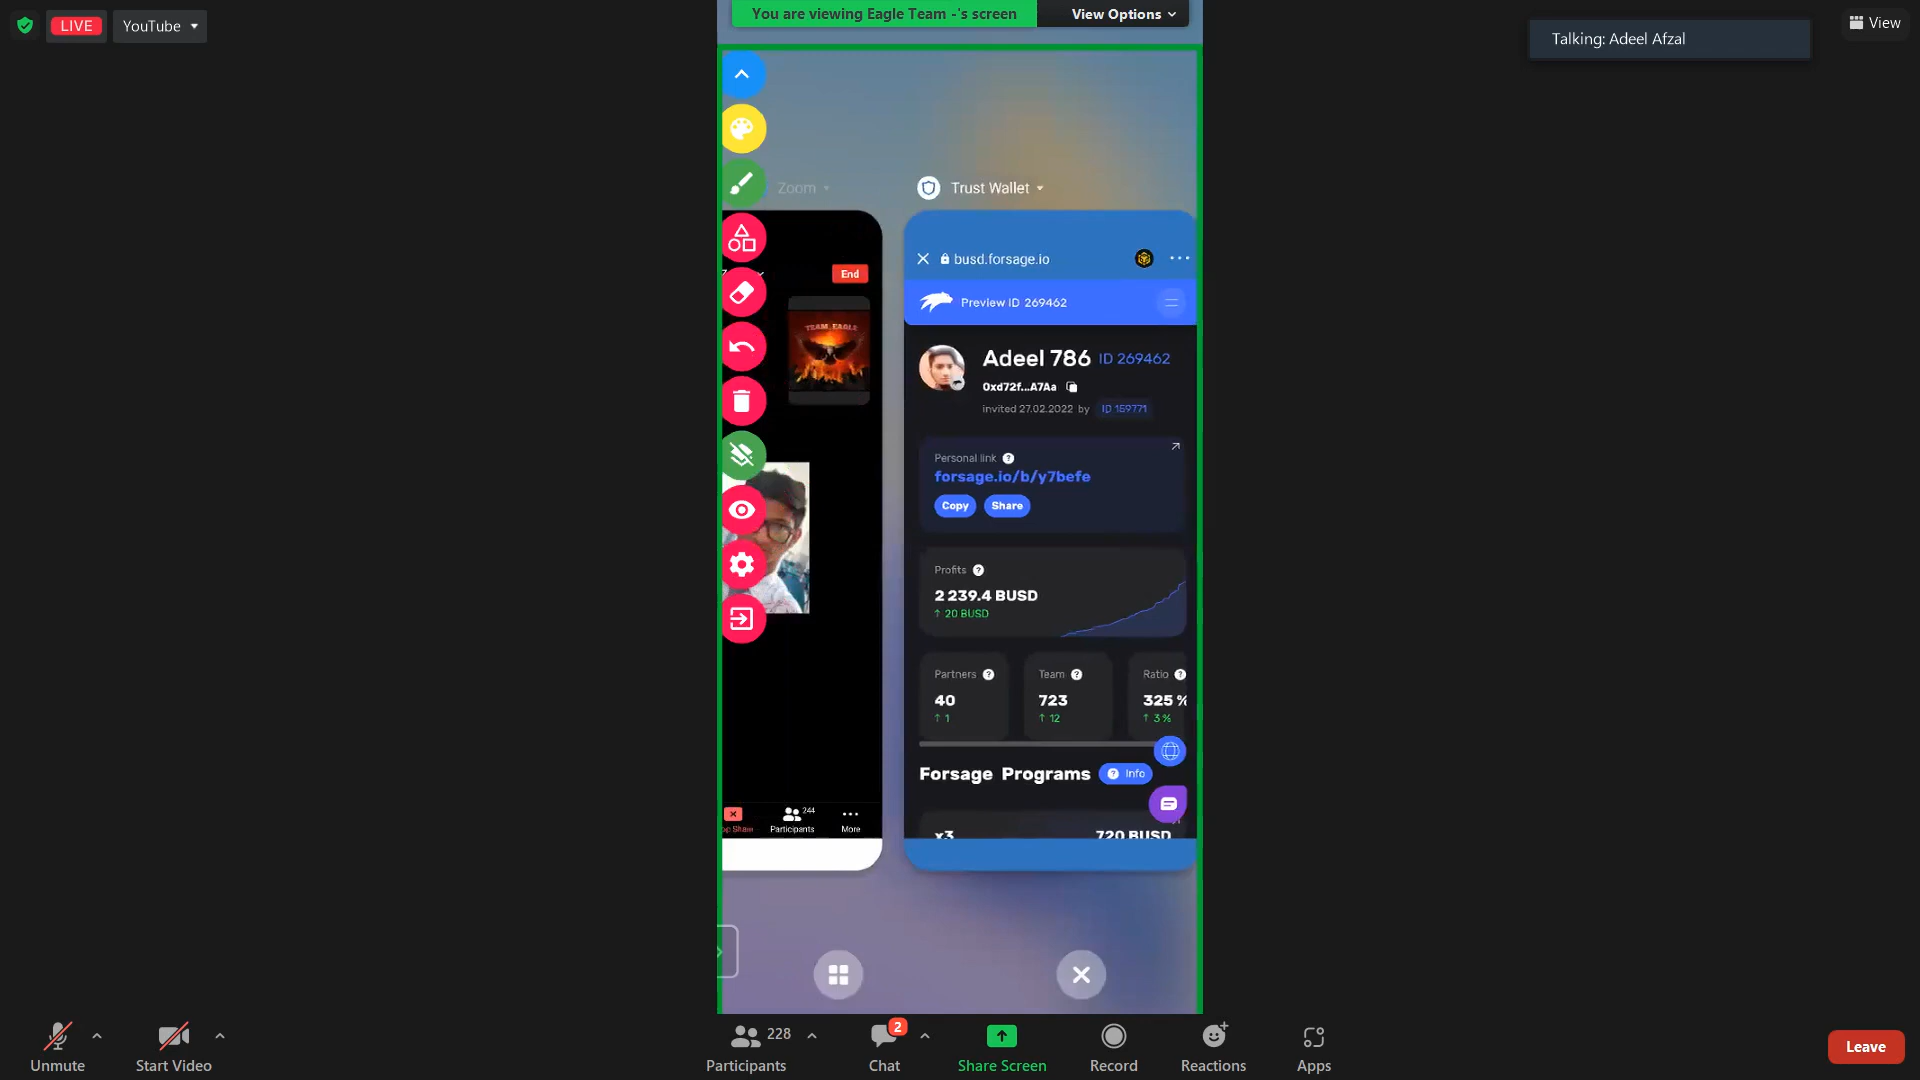 LIVE
YouTube
You are viewing Eagle Team -'s screen
View Options
Talking: Adeel Afzal
View
Zoom
Trust Wallet
End
busd.forsage.io
Preview ID 269462
TEAM EAGLE
Adeel 786 ID 269462
0xd72f...A7Aa
invited 27.02.2022 by ID 159771
Personal link ?
forsage.io/b/y7befe
Copy Share
Profits ?
2 239.4 BUSD
↑ 20 BUSD
Partners ? Team ? Ratio ?
40 723 325 %
↑ 1 ↑ 12 ↑ 3 %
Forsage Programs ? Info
x3 720 BUSD
244
Participants More
Unmute
Start Video
228
Participants
2
Chat
Share Screen
Record
Reactions
Apps
Leave